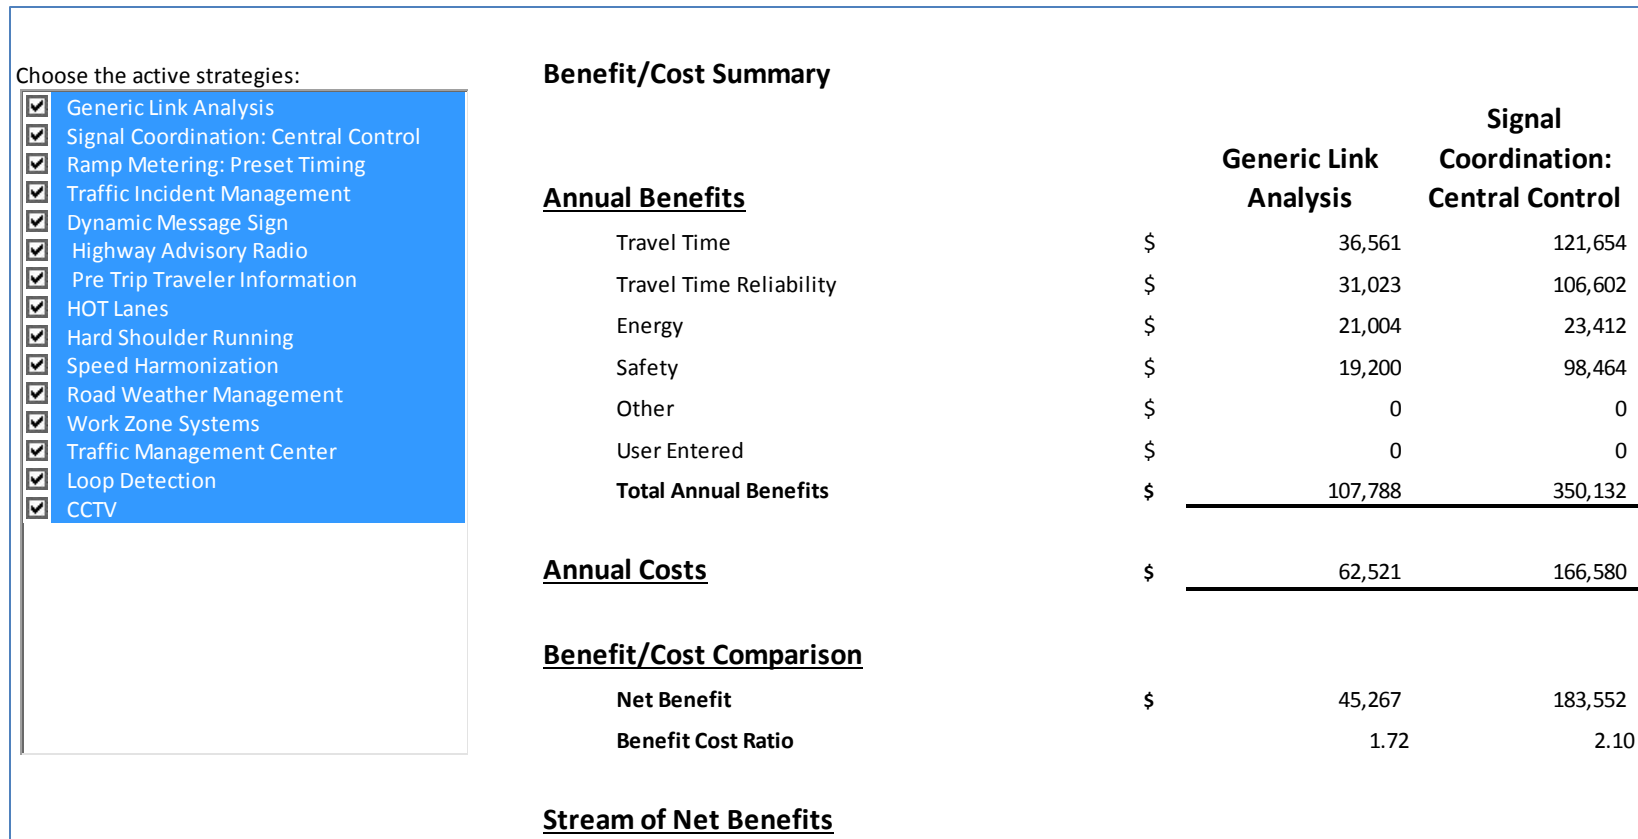 Choose the active strategies:
Generic Link Analysis
Signal Coordination: Central Control
Ramp Metering: Preset Timing
Traffic Incident Management
Dynamic Message Sign
Highway Advisory Radio
Pre Trip Traveler Information
HOT Lanes
Hard Shoulder Running
Speed Harmonization
Road Weather Management
Work Zone Systems
Traffic Management Center
Loop Detection
CCTV
Benefit/Cost Summary
Signal
Generic Link Coordination:
Annual Benefits Analysis Central Control
Travel Time $ 36,561 121,654
Travel Time Reliability $ 31,023 106,602
Energy $ 21,004 23,412
Safety $ 19,200 98,464
Other $ 0 0
User Entered $ 0 0
Total Annual Benefits $ 107,788 350,132
Annual Costs $ 62,521 166,580
Benefit/Cost Comparison
Net Benefit $ 45,267 183,552
Benefit Cost Ratio 1.72 2.10
Stream of Net Benefits